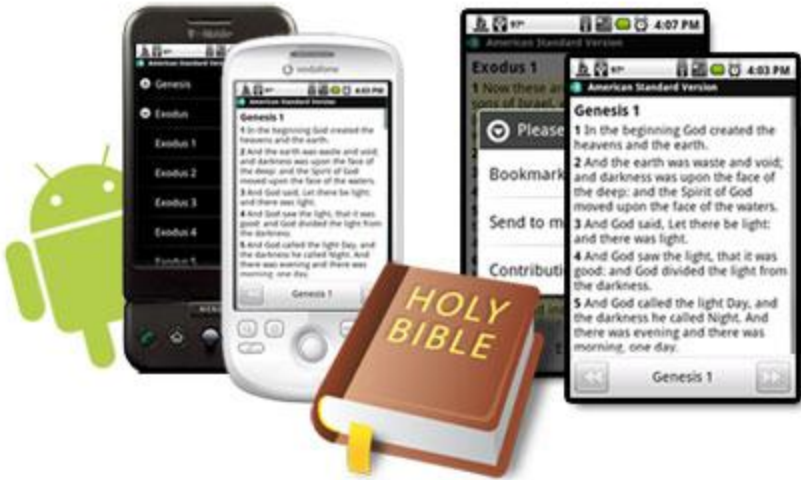 T-Mobile
American Standard Version
Genesis
Exodus
Exodus 1
Exodus 2
Exodus 3
Exodus 4
Exodus 5
MENU
vodafone
4:03 PM
American Standard Version
Genesis 1
1 In the beginning God created the
heavens and the earth.
2 And the earth was waste and void;
and darkness was upon the face of
the deep: and the Spirit of God
moved upon the face of the waters.
3 And God said, Let there be light:
and there was light.
4 And God saw the light, that it was
good: and God divided the light from
the darkness.
5 And God called the light Day, and
the darkness he called Night. And
there was evening and there was
morning, one day.
Genesis 1
HOLY
BIBLE
97°
4:07 PM
American Standard Version
Exodus 1
1 Now these are
sons of Israel,
Please
Bookmark
Send to m
Contributi
97°
4:03 PM
American Standard Version
Genesis 1
1 In the beginning God created the
heavens and the earth.
2 And the earth was waste and void;
and darkness was upon the face of
the deep: and the Spirit of God
moved upon the face of the waters.
3 And God said, Let there be light:
and there was light.
4 And God saw the light, that it was
good: and God divided the light from
the darkness.
5 And God called the light Day, and
the darkness he called Night. And
there was evening and there was
morning, one day.
Genesis 1